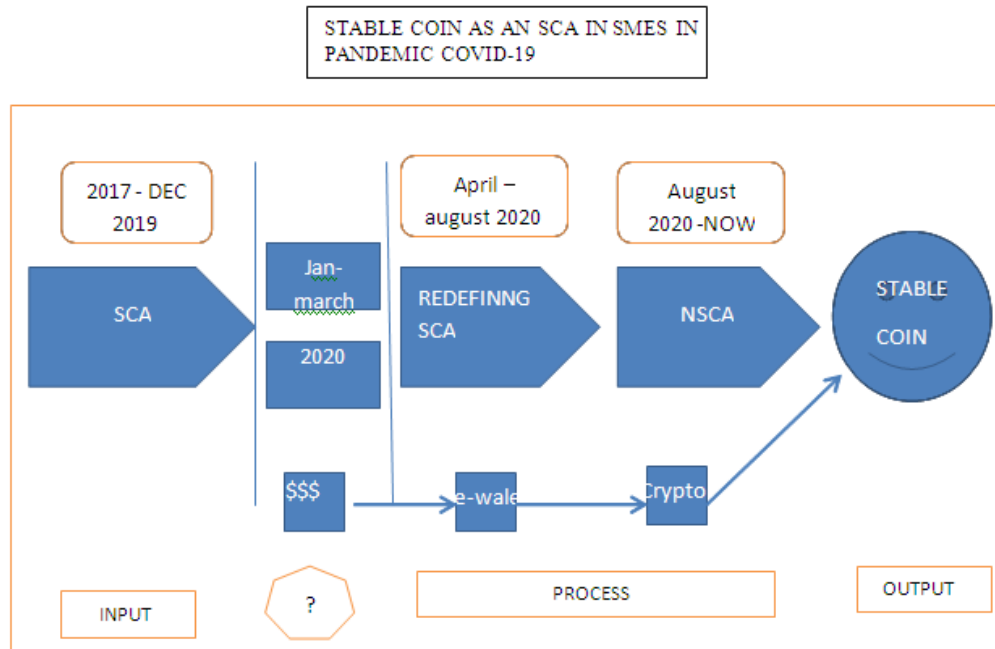 STABLE COIN AS AN SCA IN SMES IN
PANDEMIC COVID-19
2017 - DEC
2019
April –
august 2020
August
2020 -NOW
SCA
Jan-
march
2020
REDEFINNG
SCA
NSCA
STABLE
COIN
$$$
e-wale
Crypto
INPUT
?
PROCESS
OUTPUT